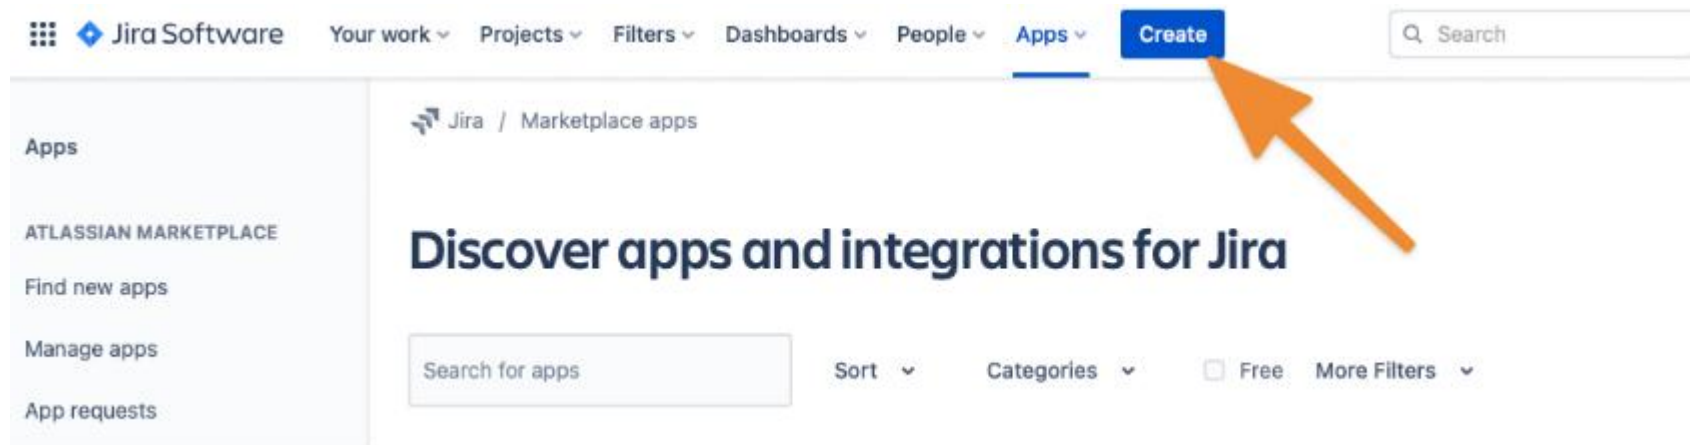 Jira Software Your work Projects Filters Dashboards People Apps Create Search
Apps
ATLASSIAN MARKETPLACE
Find new apps
Manage apps
App requests
Jira / Marketplace apps
Discover apps and integrations for Jira
Search for apps Sort Categories Free More Filters